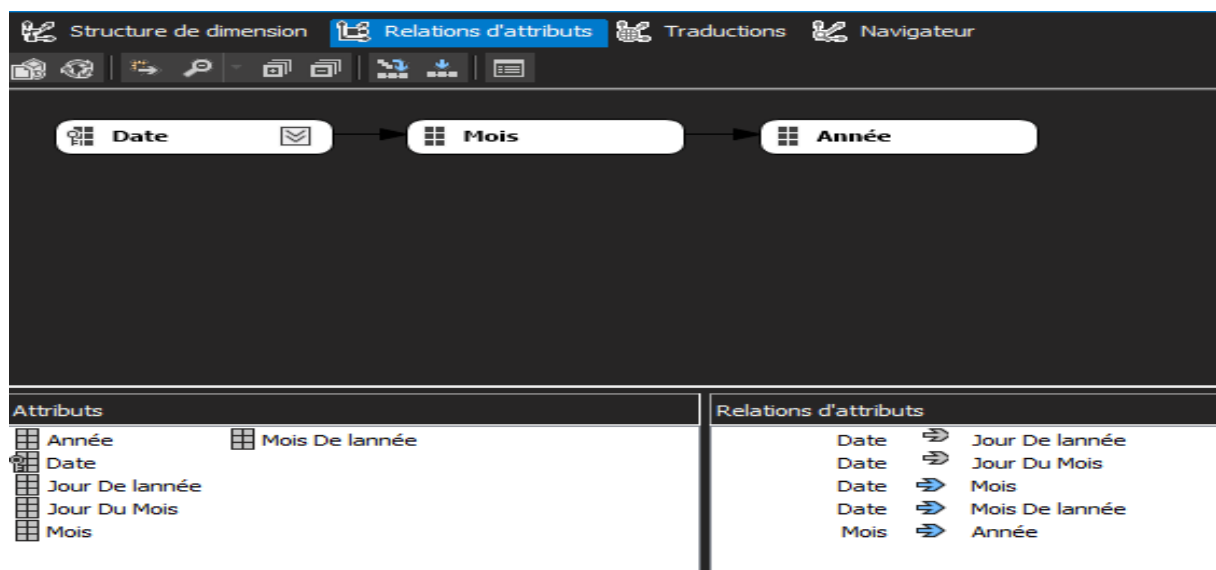 Structure de dimension Relations d'attributs Traductions Navigateur
Date Mois Année
Attributs
Année Mois De lannée
Date
Jour De lannée
Jour Du Mois
Mois
Relations d'attributs
Date Jour De lannée
Date Jour Du Mois
Date Mois
Date Mois De lannée
Mois Année